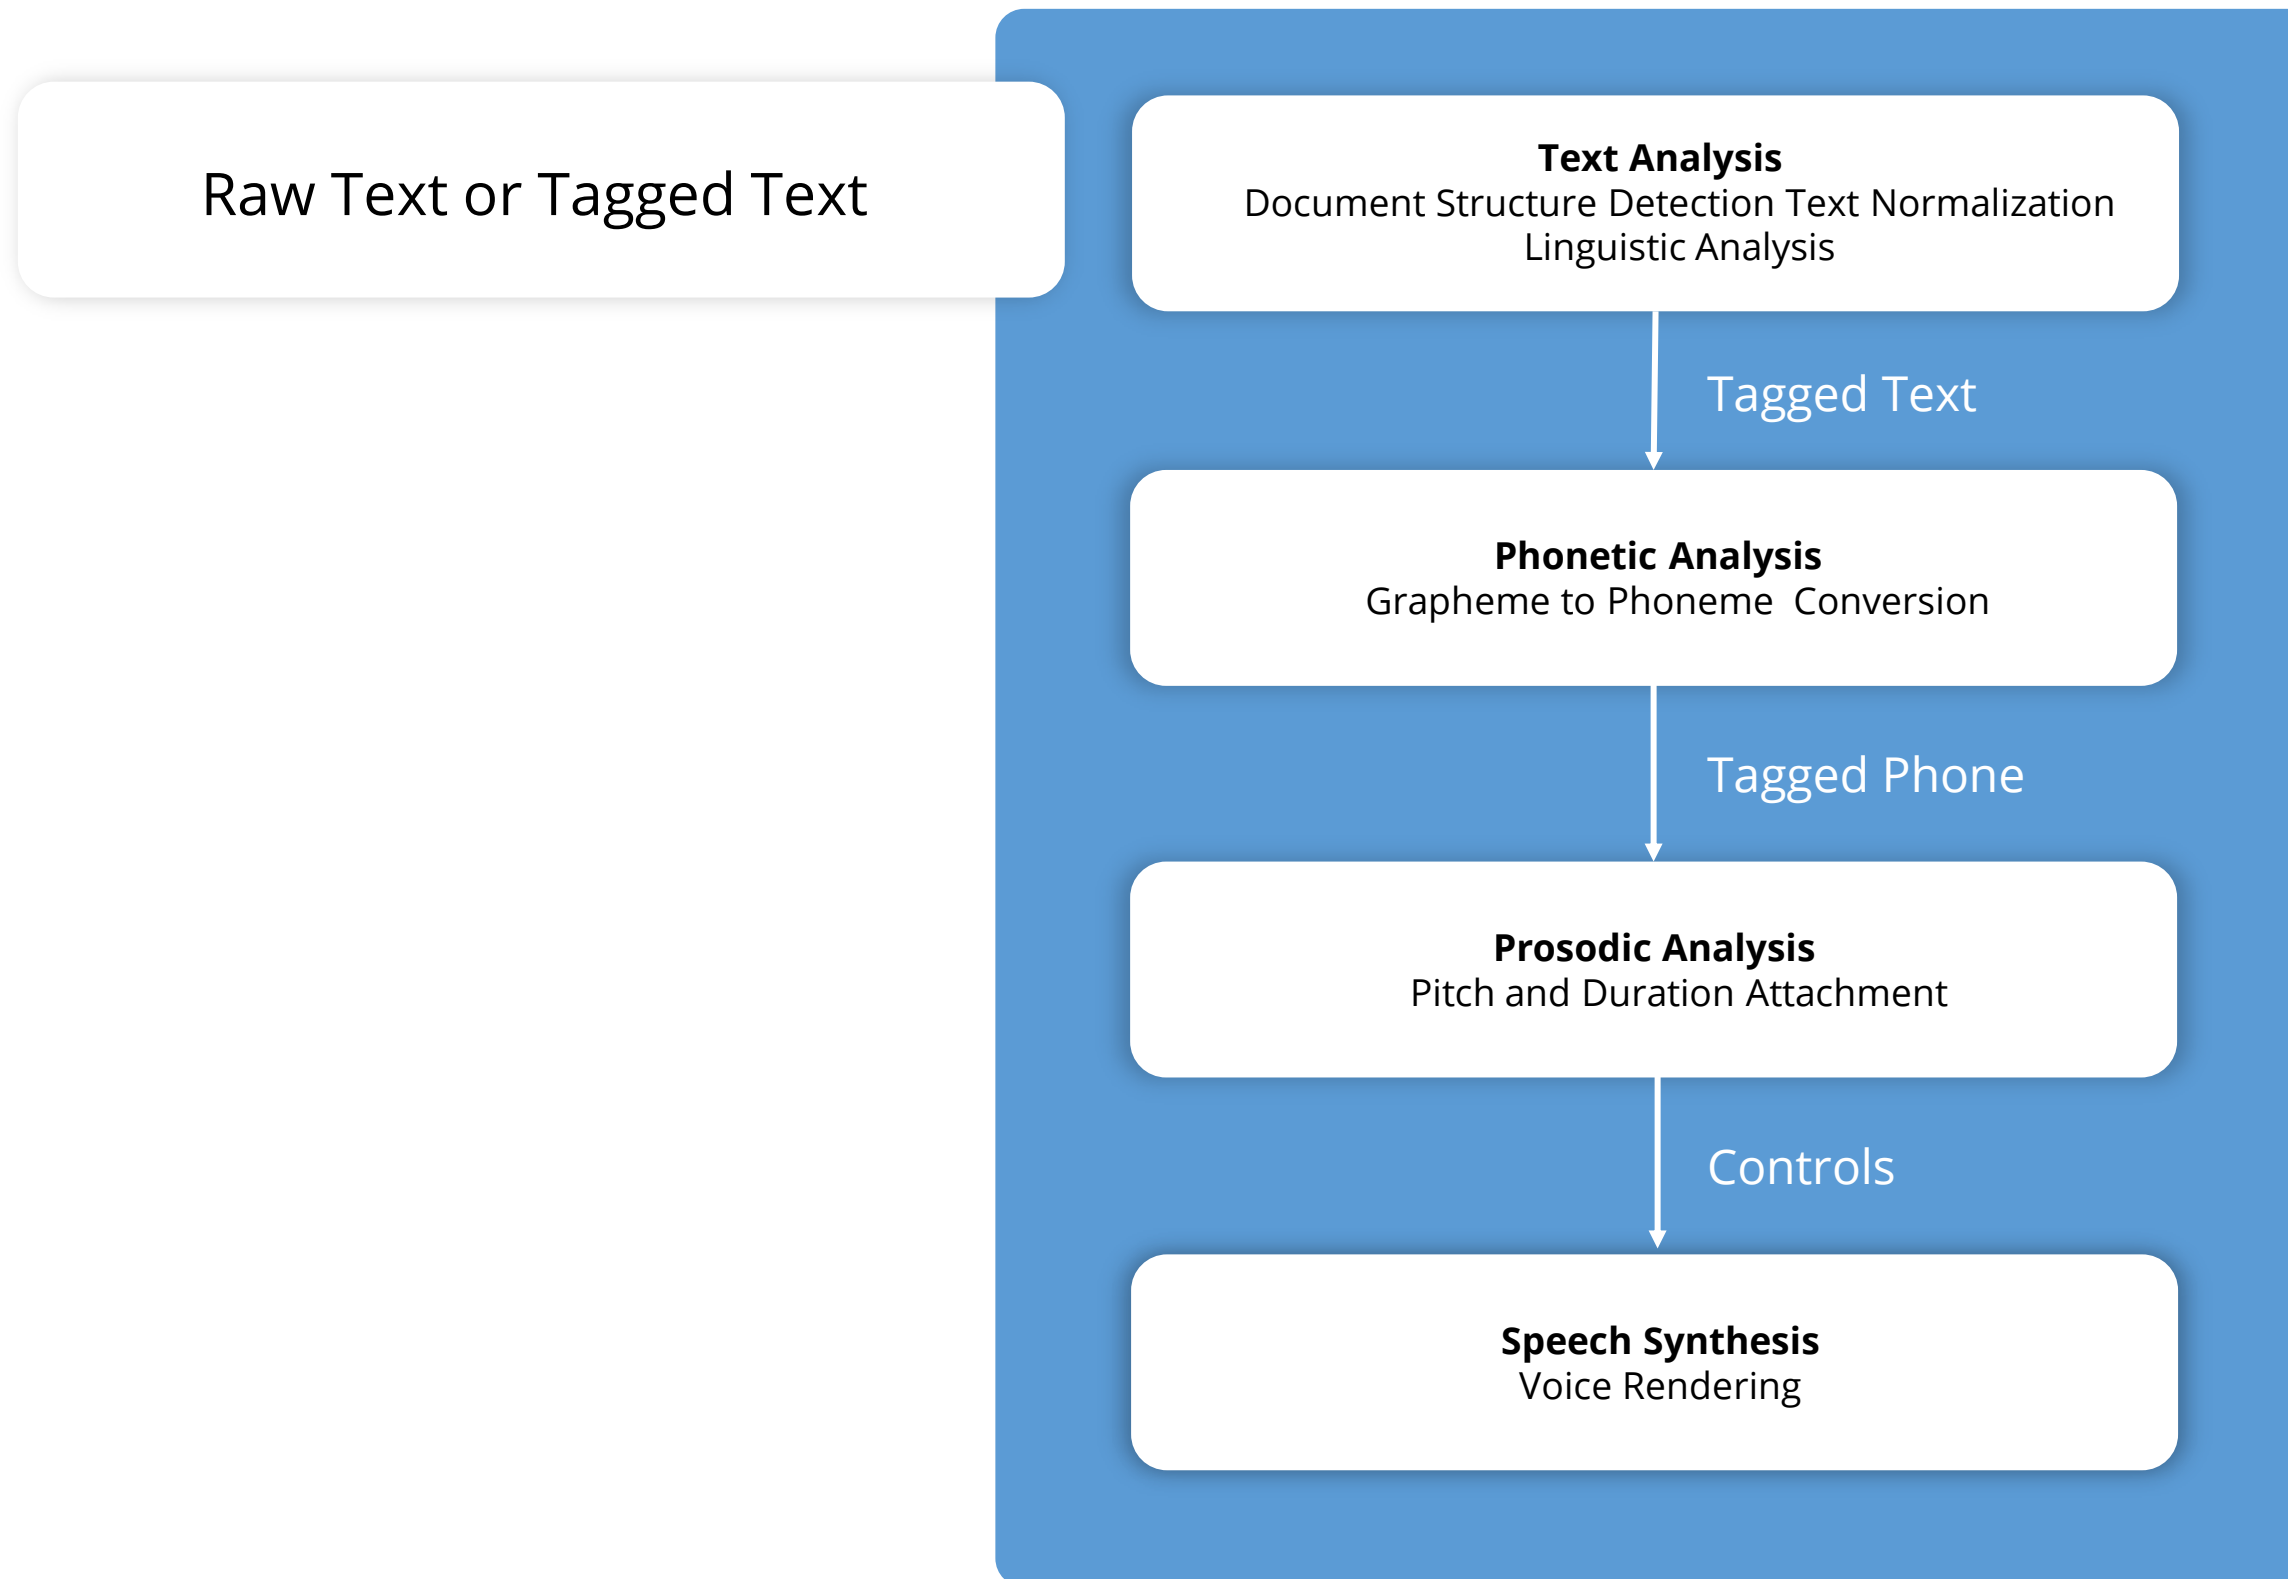 Raw Text or Tagged Text
Text Analysis
Document Structure Detection Text Normalization
Linguistic Analysis
Tagged Text
Phonetic Analysis
Grapheme to Phoneme  Conversion
Tagged Phone
Prosodic Analysis
Pitch and Duration Attachment
Controls
Speech Synthesis
Voice Rendering